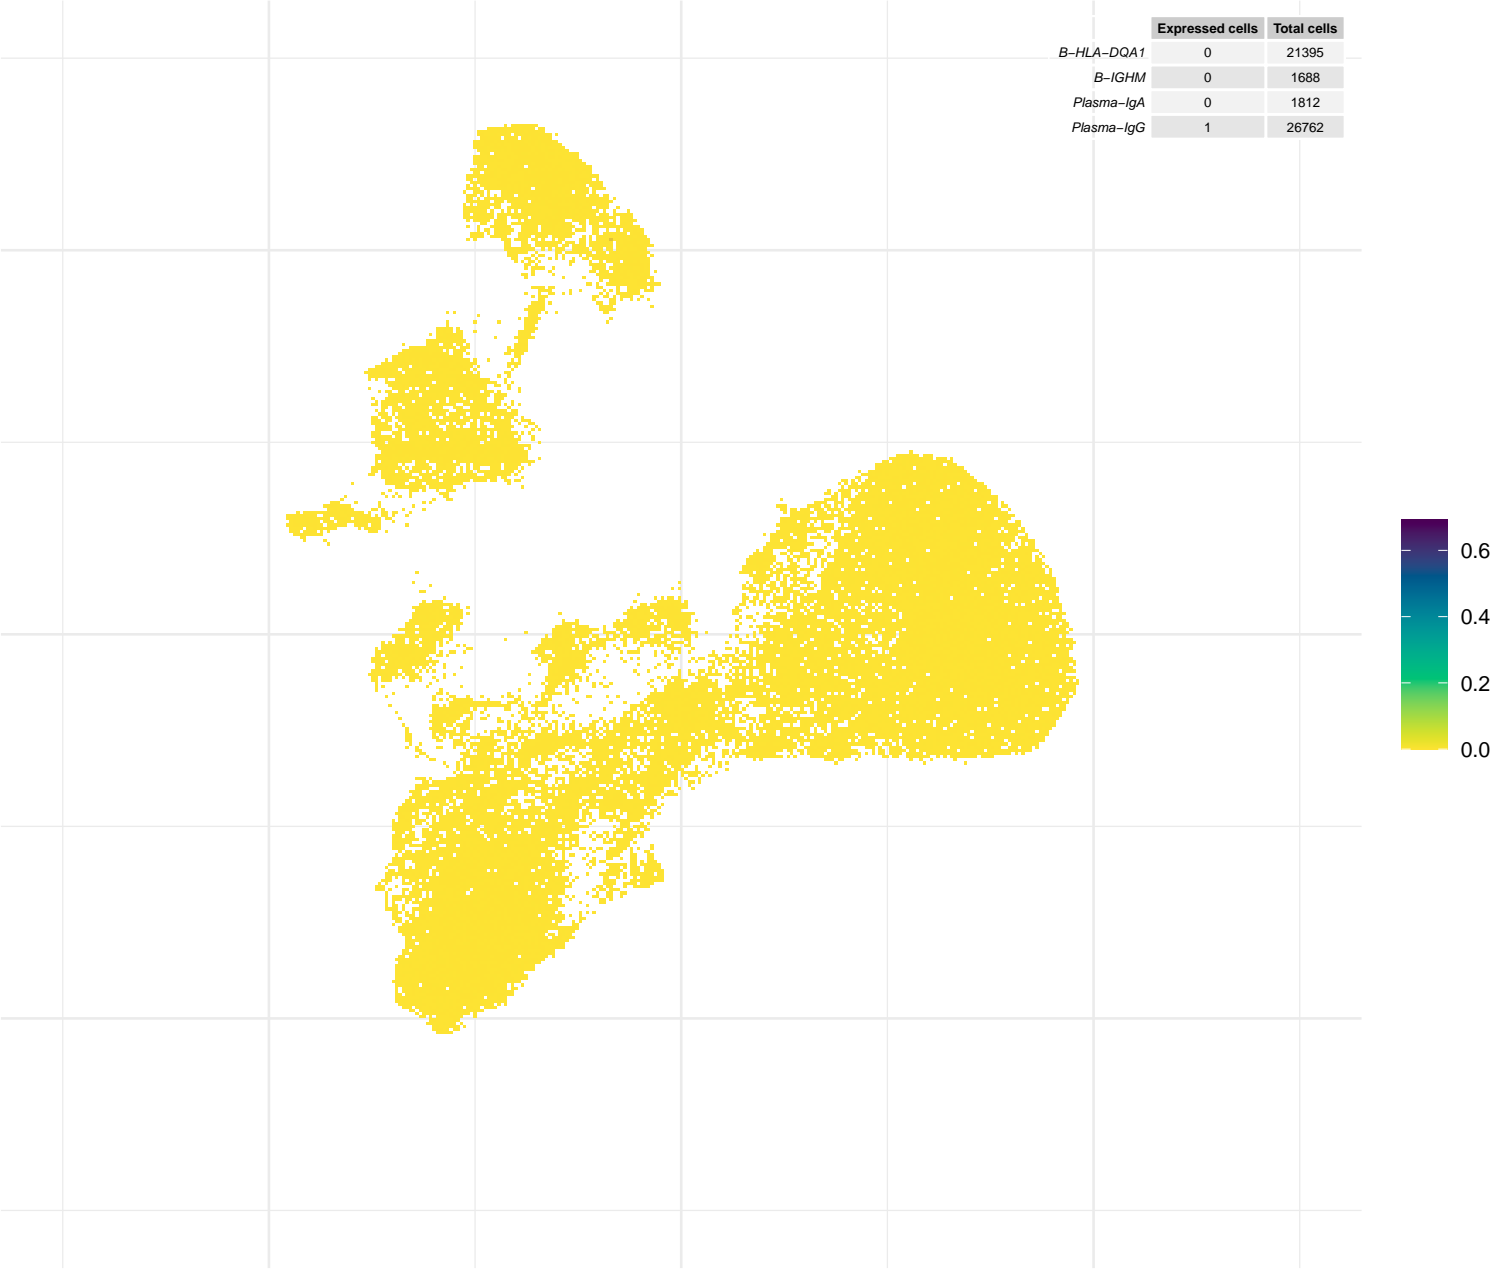 Expressed cells Total cells
B−HLA−DQA1 0 21395
B−IGHM 0 1688
Plasma−IgA 0 1812
Plasma−IgG 1 26762
0.6
0.4
0.2
0.0